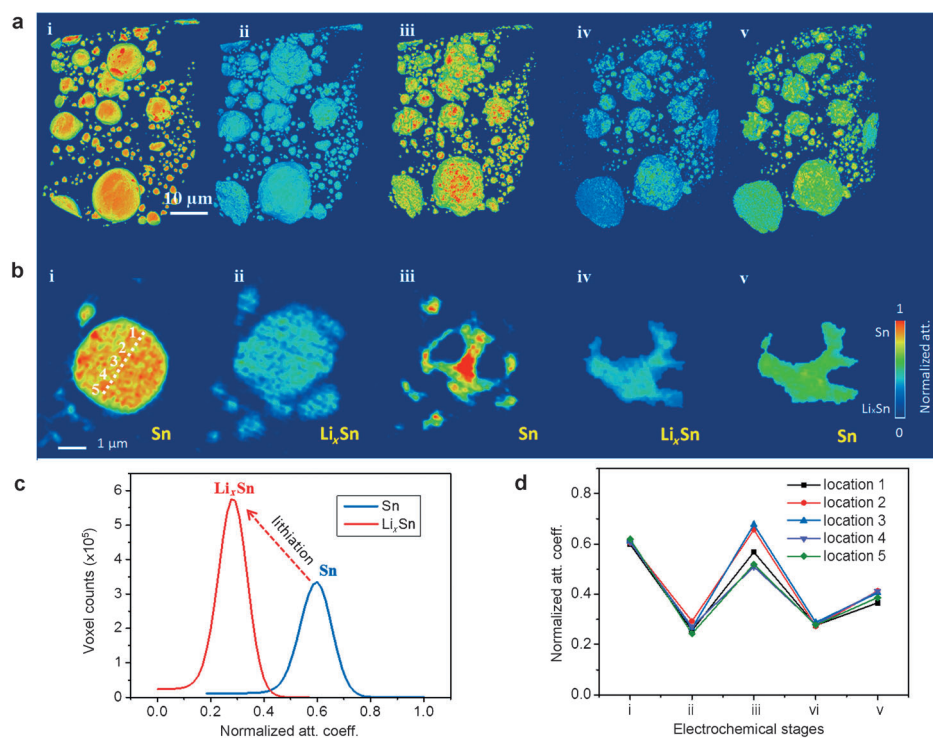 a
i
ii
iii
iv
v
10 µm
b
i
ii
iii
iv
v
1
2
3
4
5
1 µm
Sn
LiₓSn
Sn
LiₓSn
Sn
1
Sn
LiₓSn
0
Normalized att.
c
LiₓSn
lithiation
Sn
Sn
LiₓSn
Voxel counts (x10⁵)
6
5
4
3
2
1
0
0.0 0.2 0.4 0.6 0.8 1.0
Normalized att. coeff.
d
location 1
location 2
location 3
location 4
location 5
Normalized att. coeff.
0.8
0.6
0.4
0.2
0.0
i ii iii vi v
Electrochemical stages